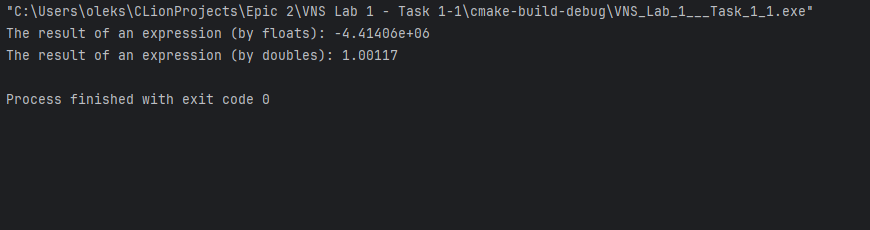 "C:\Users\oleks\CLionProjects\Epic 2\VNS Lab 1 - Task 1-1\cmake-build-debug\VNS_Lab_1___Task_1_1.exe"
The result of an expression (by floats): -4.41406e+06
The result of an expression (by doubles): 1.00117
Process finished with exit code 0